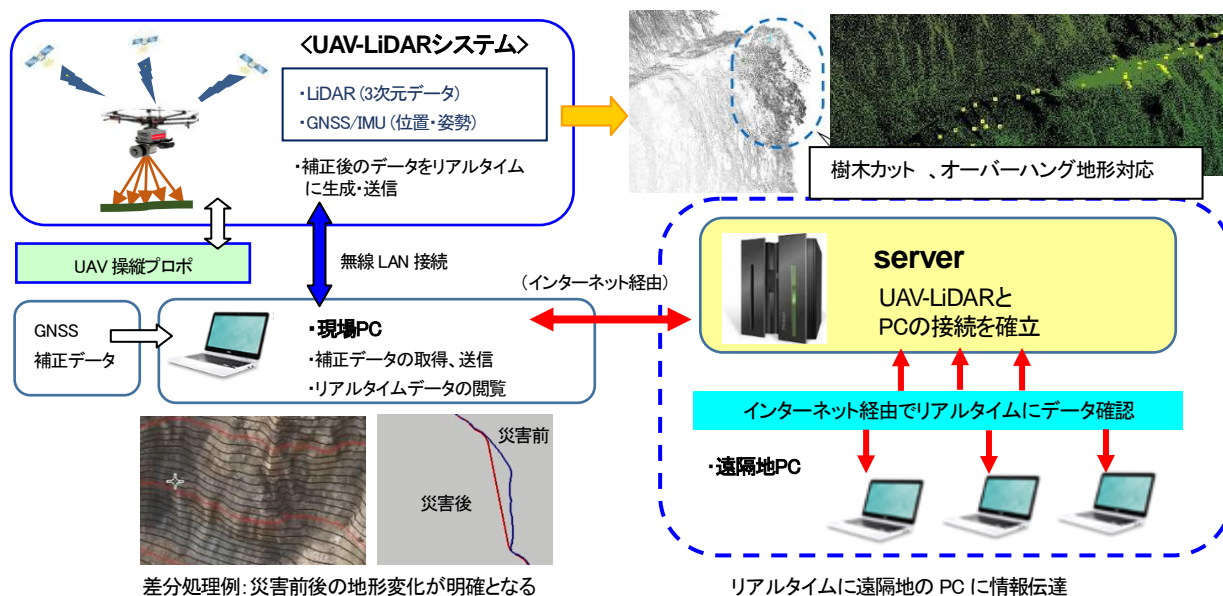 <UAV-LiDARシステム>
・LiDAR(3次元データ)
・GNSS/IMU(位置・姿勢)
・補正後のデータをリアルタイム
に生成・送信
樹木カット 、オーバーハング地形対応
UAV 操縦プロポ
無線 LAN 接続
(インターネット経由)
server
UAV-LiDARと
PCの接続を確立
GNSS
補正データ
・現場PC
・補正データの取得、送信
・リアルタイムデータの閲覧
インターネット経由でリアルタイムにデータ確認
・遠隔地PC
災害前
災害後
差分処理例：災害前後の地形変化が明確となる
リアルタイムに遠隔地の PC に情報伝達